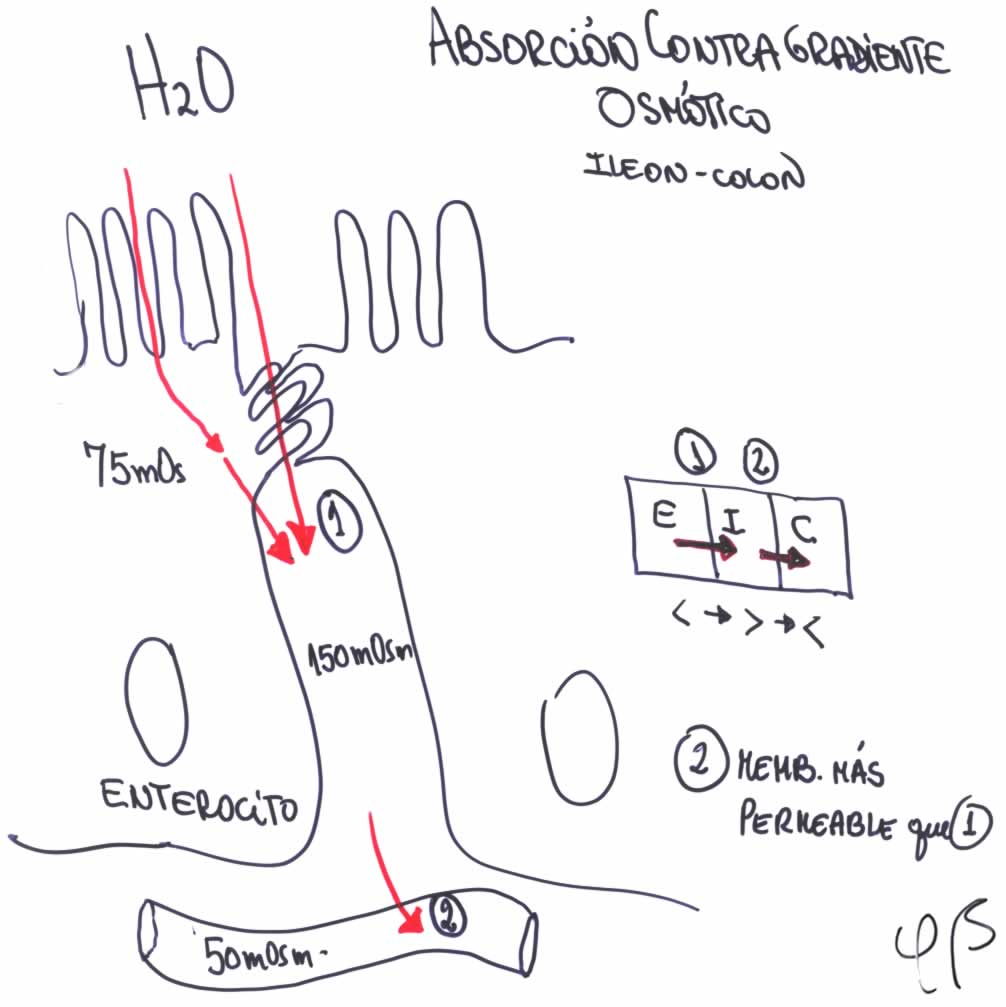 ABSORCIÓN CONTRA GRADIENTE
OSMÓTICO
ILEON-COLON
H2O
75mOs
1
150mOsm
ENTEROCITO
2
50mOsm.
1 2
E I C
< → > → <
2 MEMB. MÁS
PERMEABLE que 1